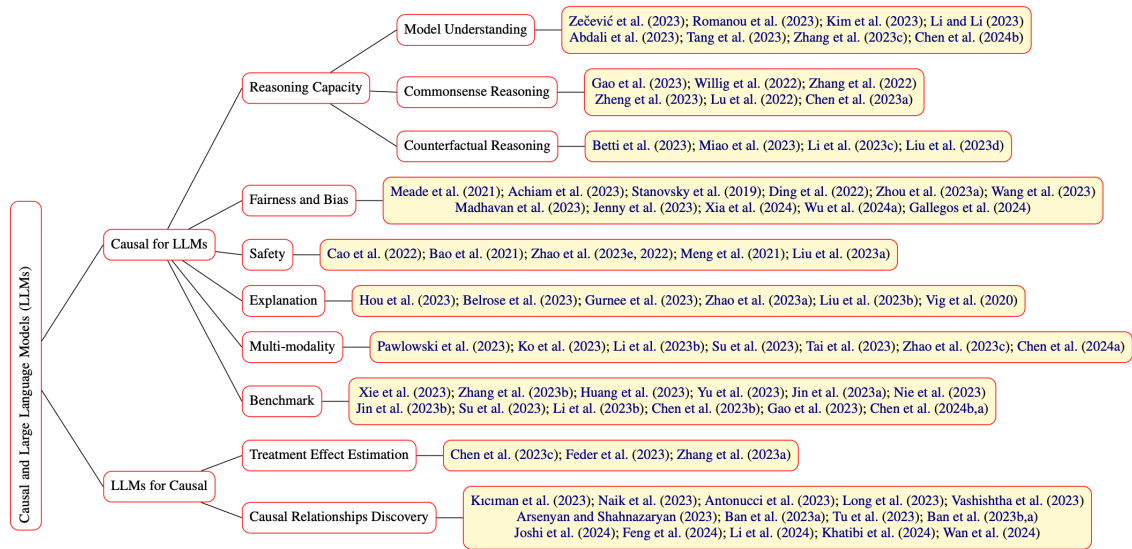 Causal and Large Language Models (LLMs)
Causal for LLMs
Reasoning Capacity
Model Understanding
Zečević et al. (2023); Romanou et al. (2023); Kim et al. (2023); Li and Li (2023)
Abdali et al. (2023); Tang et al. (2023); Zhang et al. (2023c); Chen et al. (2024b)
Commonsense Reasoning
Gao et al. (2023); Willig et al. (2022); Zhang et al. (2022)
Zheng et al. (2023); Lu et al. (2022); Chen et al. (2023a)
Counterfactual Reasoning
Betti et al. (2023); Miao et al. (2023); Li et al. (2023c); Liu et al. (2023d)
Fairness and Bias
Meade et al. (2021); Achiam et al. (2023); Stanovsky et al. (2019); Ding et al. (2022); Zhou et al. (2023a); Wang et al. (2023)
Madhavan et al. (2023); Jenny et al. (2023); Xia et al. (2024); Wu et al. (2024a); Gallegos et al. (2024)
Safety
Cao et al. (2022); Bao et al. (2021); Zhao et al. (2023e, 2022); Meng et al. (2021); Liu et al. (2023a)
Explanation
Hou et al. (2023); Belrose et al. (2023); Gurnee et al. (2023); Zhao et al. (2023a); Liu et al. (2023b); Vig et al. (2020)
Multi-modality
Pawlowski et al. (2023); Ko et al. (2023); Li et al. (2023b); Su et al. (2023); Tai et al. (2023); Zhao et al. (2023c); Chen et al. (2024a)
Benchmark
Xie et al. (2023); Zhang et al. (2023b); Huang et al. (2023); Yu et al. (2023); Jin et al. (2023a); Nie et al. (2023)
Jin et al. (2023b); Su et al. (2023); Li et al. (2023b); Chen et al. (2023b); Gao et al. (2023); Chen et al. (2024b,a)
LLMs for Causal
Treatment Effect Estimation
Chen et al. (2023c); Feder et al. (2023); Zhang et al. (2023a)
Causal Relationships Discovery
Kıcıman et al. (2023); Naik et al. (2023); Antonucci et al. (2023); Long et al. (2023); Vashishtha et al. (2023)
Arsenyan and Shahnazaryan (2023); Ban et al. (2023a); Tu et al. (2023); Ban et al. (2023b,a)
Joshi et al. (2024); Feng et al. (2024); Li et al. (2024); Khatibi et al. (2024); Wan et al. (2024)